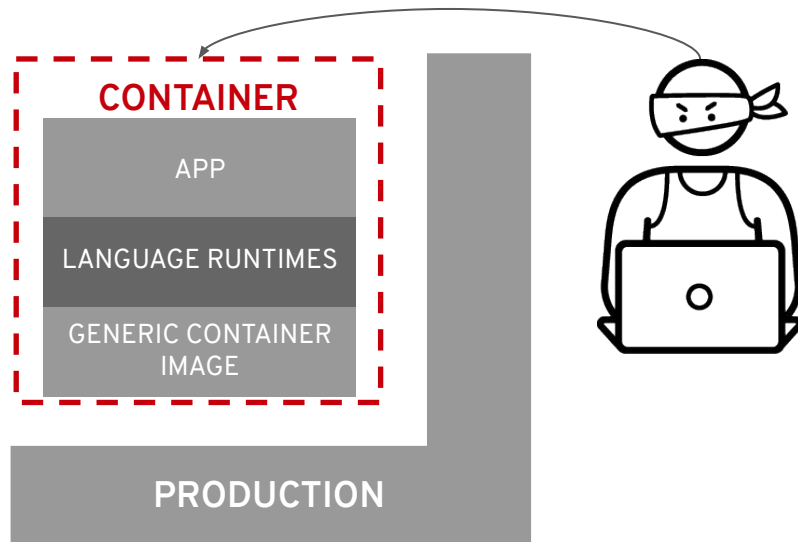 CONTAINER
APP
LANGUAGE RUNTIMES
GENERIC CONTAINER
IMAGE
PRODUCTION